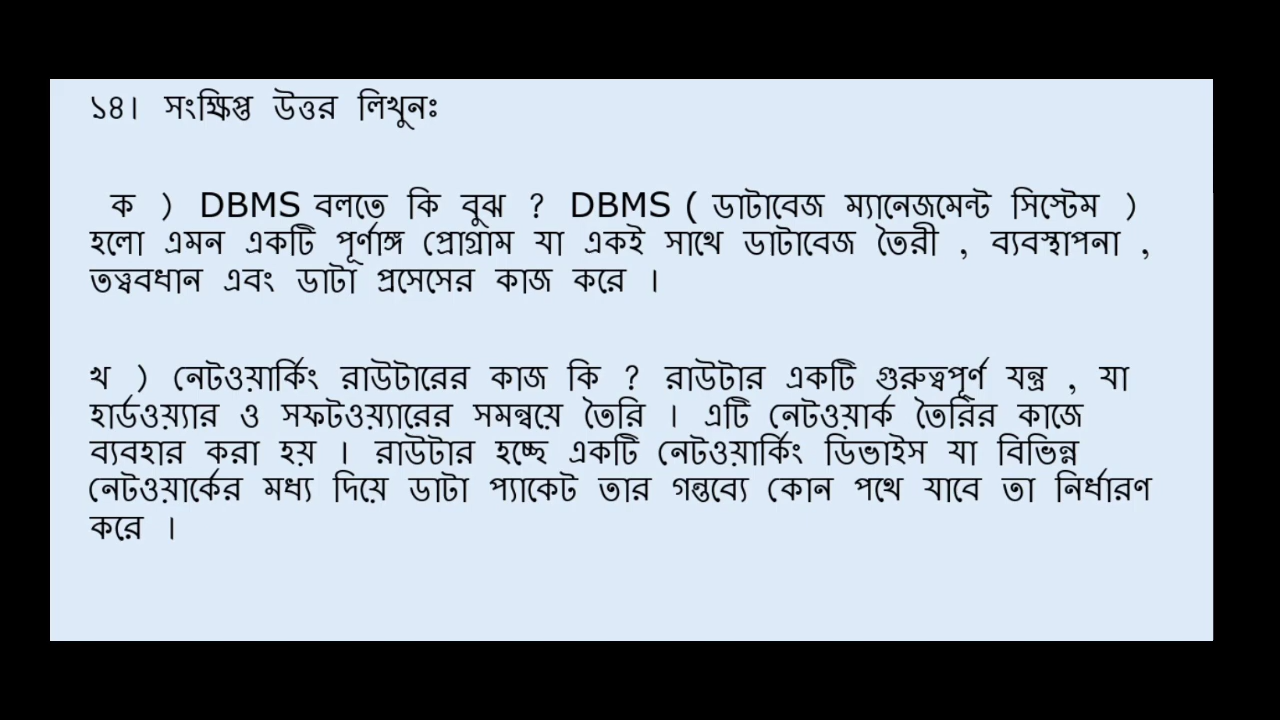 ১৪। সংক্ষিপ্ত উত্তর লিখুনঃ
ক ) DBMS বলতে কি বুঝ ? DBMS ( ডাটাবেজ ম্যানেজমেন্ট সিস্টেম )
হলো এমন একটি পূর্ণাঙ্গ প্রোগ্রাম যা একই সাথে ডাটাবেজ তৈরী , ব্যবস্থাপনা ,
তত্ত্ববধান এবং ডাটা প্রসেসের কাজ করে ।
খ ) নেটওয়ার্কিং রাউটারের কাজ কি ? রাউটার একটি গুরুত্বপূর্ণ যন্ত্র , যা
হার্ডওয়্যার ও সফটওয়্যারের সমন্বয়ে তৈরি । এটি নেটওয়ার্ক তৈরির কাজে
ব্যবহার করা হয় । রাউটার হচ্ছে একটি নেটওয়ার্কিং ডিভাইস যা বিভিন্ন
নেটওয়ার্কের মধ্য দিয়ে ডাটা প্যাকেট তার গন্তব্যে কোন পথে যাবে তা নির্ধারণ
করে ।